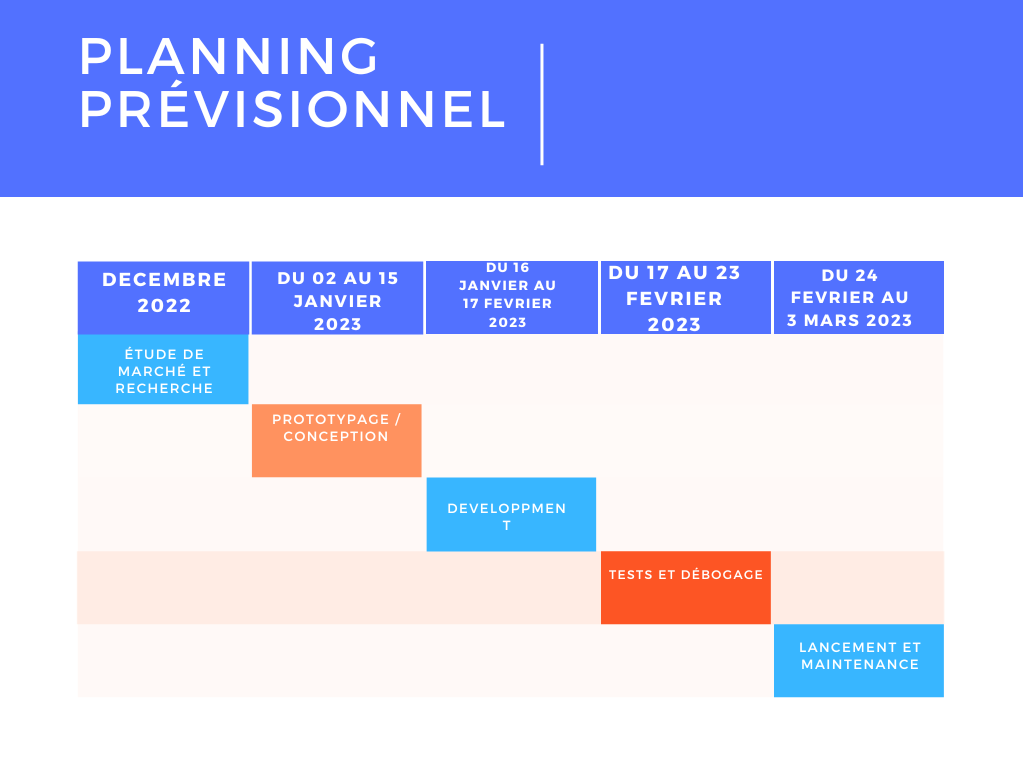 PLANNING
PRÉVISIONNEL
DECEMBRE
2022
DU 02 AU 15
JANVIER
2023
DU 16
JANVIER AU
17 FEVRIER
2023
DU 17 AU 23
FEVRIER
2023
DU 24
FEVRIER AU
3 MARS 2023
ÉTUDE DE
MARCHÉ ET
RECHERCHE
PROTOTYPAGE /
CONCEPTION
DEVELOPPMEN
T
TESTS ET DÉBOGAGE
LANCEMENT ET
MAINTENANCE